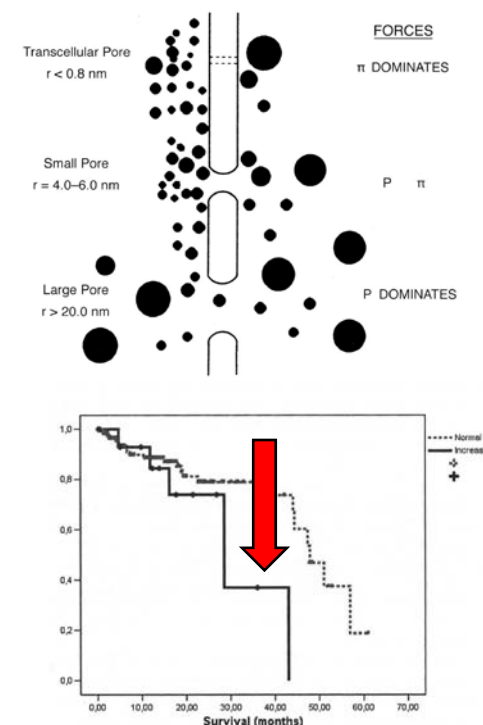 FORCES
Transcellular Pore
r < 0.8 nm
π DOMINATES
Small Pore
r = 4.0–6.0 nm
P π
Large Pore
r > 20.0 nm
P DOMINATES
1,0
0,8
0,6
0,4
0,2
0,0
0,00 10,00 20,00 30,00 40,00 50,00 60,00 70,00
Survival (months)
Normal
Increas